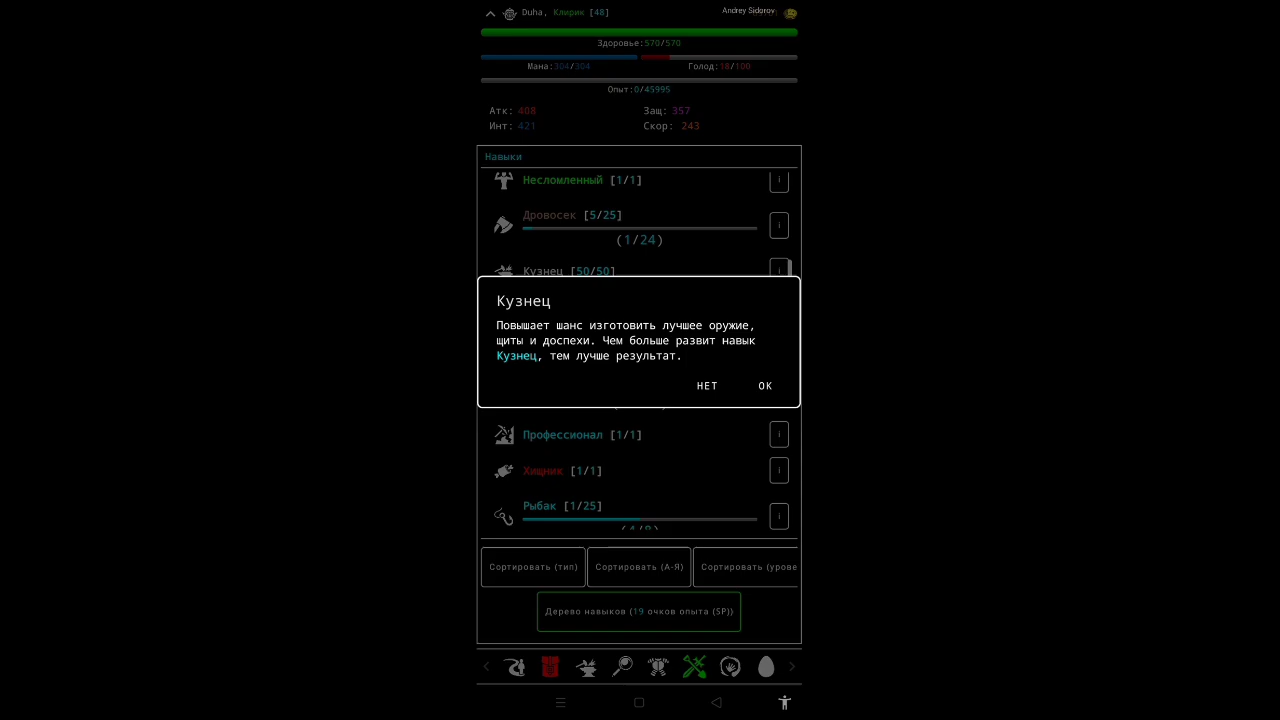 Duha, Клирик [48]
Andrey Sidorov
Здоровье:570/570
Мана:304/304
Голод:18/100
Опыт:0/45995
Атк: 408
Защ: 357
Инт: 421
Скор: 243
Навыки
Несломленный [1/1]
i
Дровосек [5/25]
i
(1/24)
Кузнец [50/50]
i
Кузнец
Повышает шанс изготовить лучшее оружие,
щиты и доспехи. Чем больше развит навык
Кузнец, тем лучше результат.
НЕТ
ОК
Профессионал [1/1]
i
Хищник [1/1]
i
Рыбак [1/25]
i
Сортировать (тип)
Сортировать (А-Я)
Сортировать (урове
Дерево навыков (19 очков опыта (SP))